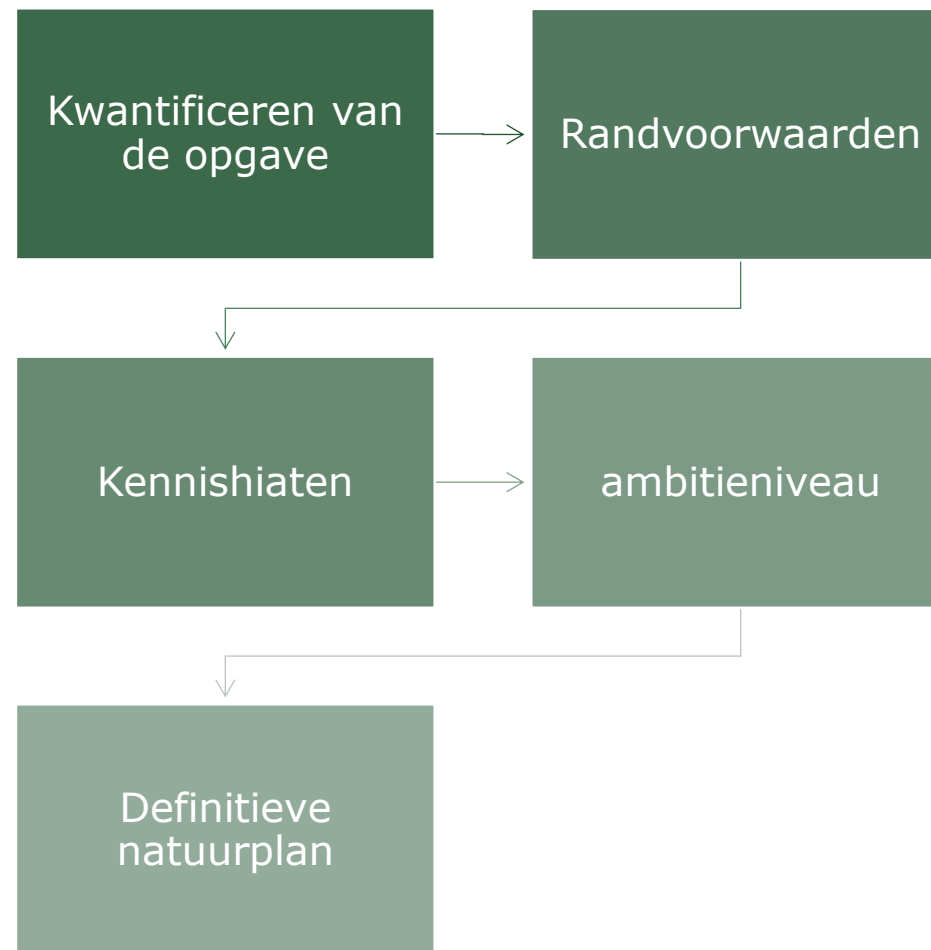 Kwantificeren van
de opgave
Randvoorwaarden
Kennishiaten
ambitieniveau
Definitieve
natuurplan